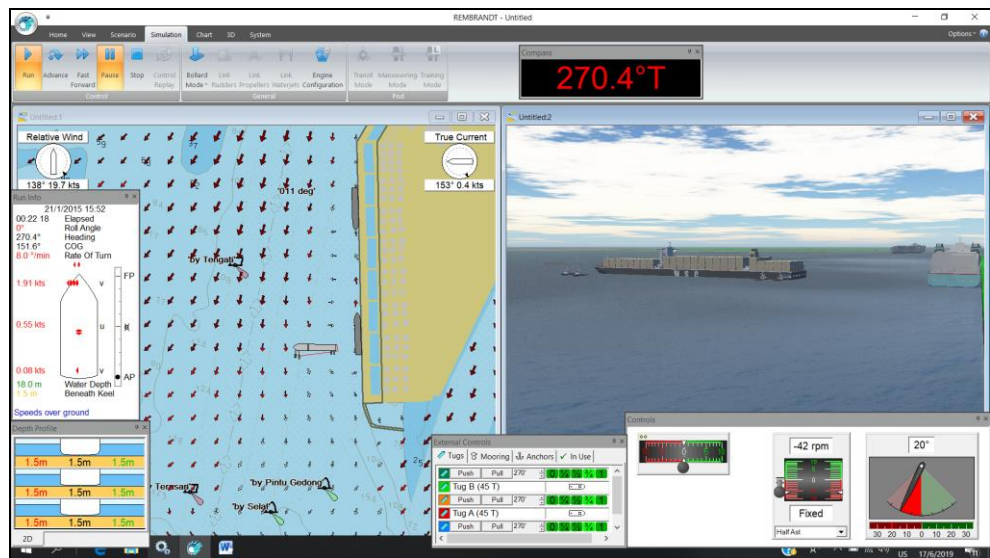 REMBRANDT - Untitled
Home View Scenario Simulation Chart 3D System
Options
Run Advance Fast Forward Pause Stop Control Replay
Bollard Mode Link Rudders Link Propellers Link Waterjets Engine Configuration
Transit Mode Manoeuvring Mode Training Mode
Control General Pod
Compass
270.4°T
Untitled:1
Relative Wind
138° 19.7 kts
True Current
153° 0.4 kts
'011 deg'
'by Tengah'
'by Pintu Gedong'
'by Selat'
Run Info
21/1/2015 15:52
00:22 18 Elapsed
0° Roll Angle
270.4° Heading
151.6° COG
8.0 °/min Rate Of Turn
FP
1.91 kts v
0.55 kts u
0.08 kts v
AP
18.0 m Water Depth
1.5 m Beneath Keel
Speeds over ground
Depth Profile
1.5m 1.5m 1.5m
1.5m 1.5m 1.5m
1.5m 1.5m 1.5m
2D
Untitled:2
External Controls
Tugs Mooring Anchors In Use
Push Pull 270°
Tug B (45 T)
Push Pull 270°
Tug A (45 T)
Push Pull 270°
Controls
-42 rpm
Fixed
Half Ast
20°
30 20 10 0 10 20 30
US 17/6/2019